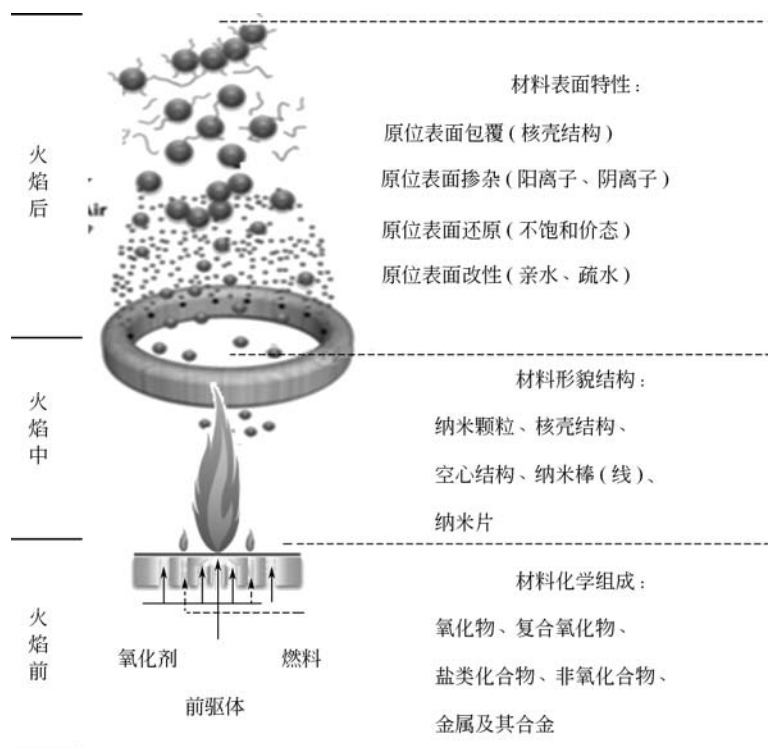 火焰后
材料表面特性：
原位表面包覆(核壳结构)
原位表面掺杂(阳离子、阴离子)
原位表面还原(不饱和价态)
原位表面改性(亲水、疏水)
火焰中
材料形貌结构：
纳米颗粒、核壳结构、
空心结构、纳米棒(线)、
纳米片
火焰前
材料化学组成：
氧化物、复合氧化物、
盐类化合物、非氧化合物、
金属及其合金
氧化剂
燃料
前驱体